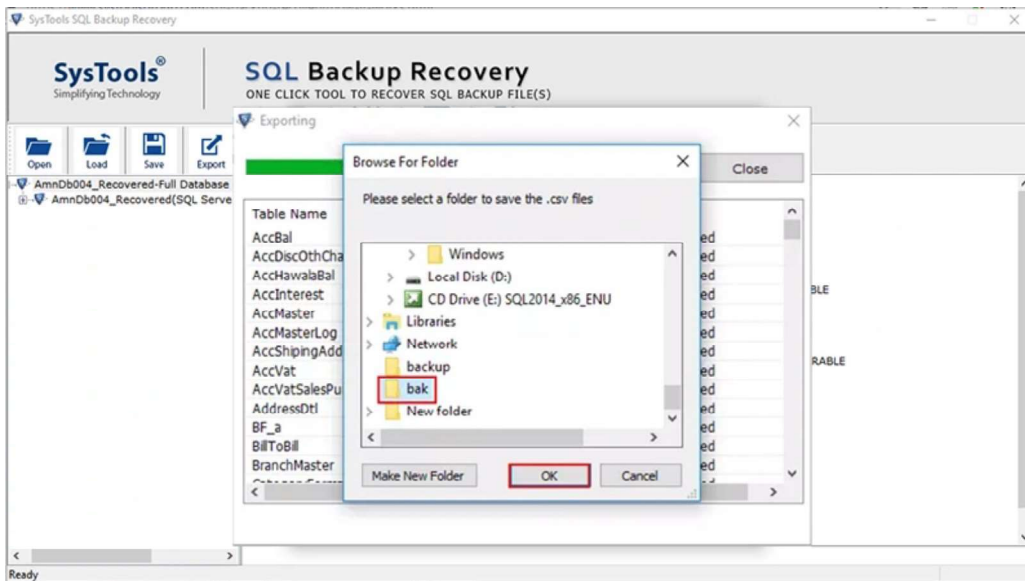 SysTools SQL Backup Recovery
SysTools®
Simplifying Technology
SQL Backup Recovery
ONE CLICK TOOL TO RECOVER SQL BACKUP FILE(S)
Open
Load
Save
Export
AmnDb004_Recovered-Full Database
AmnDb004_Recovered(SQL Serve
Exporting
Close
Table Name
AccBal
AccDiscOthCha
AccHawalaBal
AccInterest
AccMaster
AccMasterLog
AccShipingAdd
AccVat
AccVatSalesPu
AddressDtl
BF_a
BillToBill
BranchMaster
ed
ed
ed
ed
ed
ed
ed
ed
ed
ed
ed
ed
ed
BLE
RABLE
Browse For Folder
Please select a folder to save the .csv files
Windows
Local Disk (D:)
CD Drive (E:) SQL2014_x86_ENU
Libraries
Network
backup
bak
New folder
Make New Folder
OK
Cancel
Ready